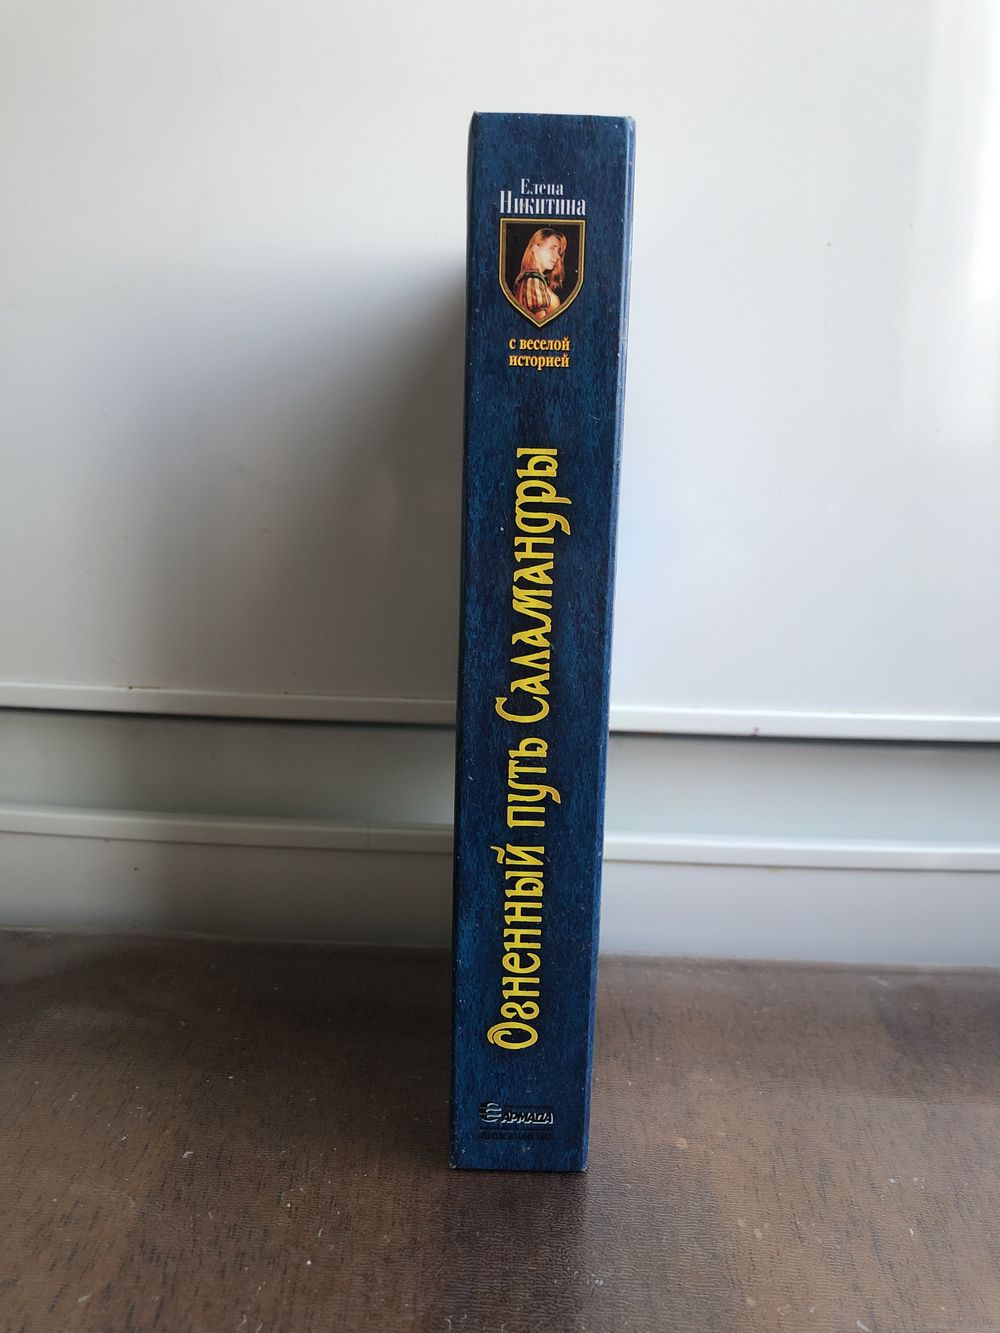 Елена
Никитина
с веселой
историей
Огненный путь Саламандры
АРМАДА